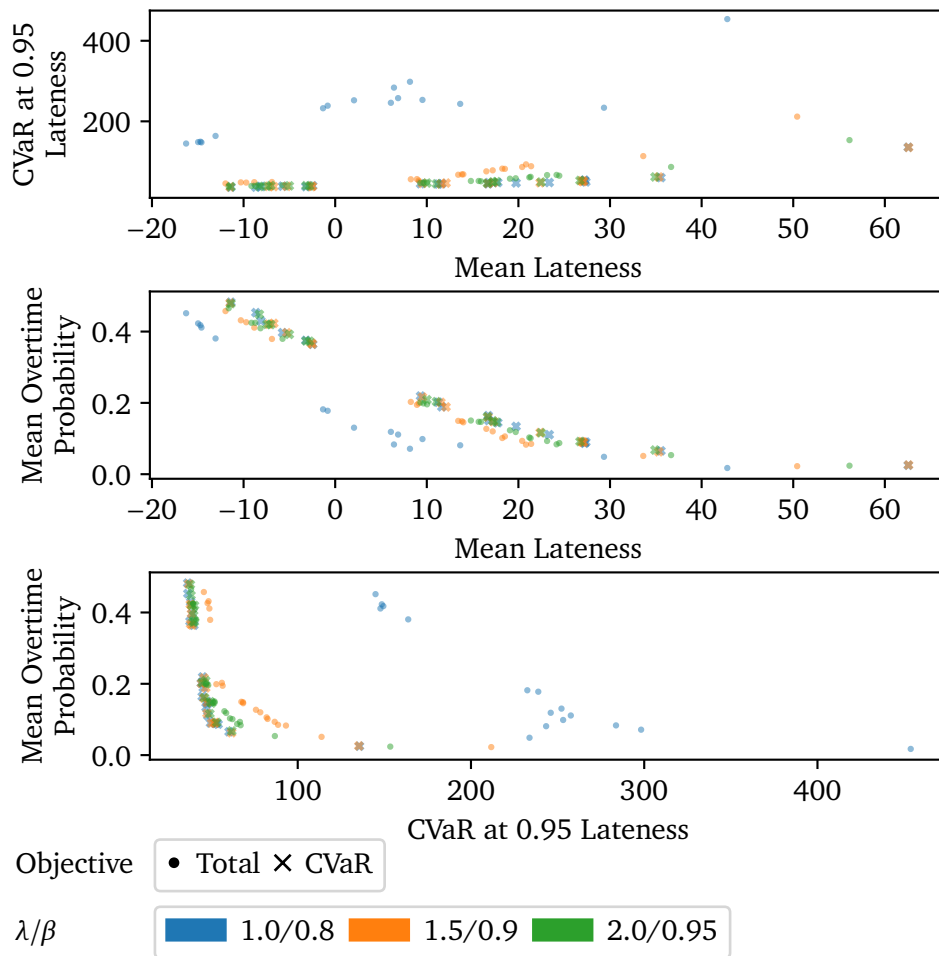 CVaR at 0.95
Lateness
400
200
−20 −10 0 10 20 30 40 50 60
Mean Lateness
Mean Overtime
Probability
0.4
0.2
0.0
−20 −10 0 10 20 30 40 50 60
Mean Lateness
Mean Overtime
Probability
0.4
0.2
0.0
100 200 300 400
CVaR at 0.95 Lateness
Objective Total CVaR
λ/β 1.0/0.8 1.5/0.9 2.0/0.95